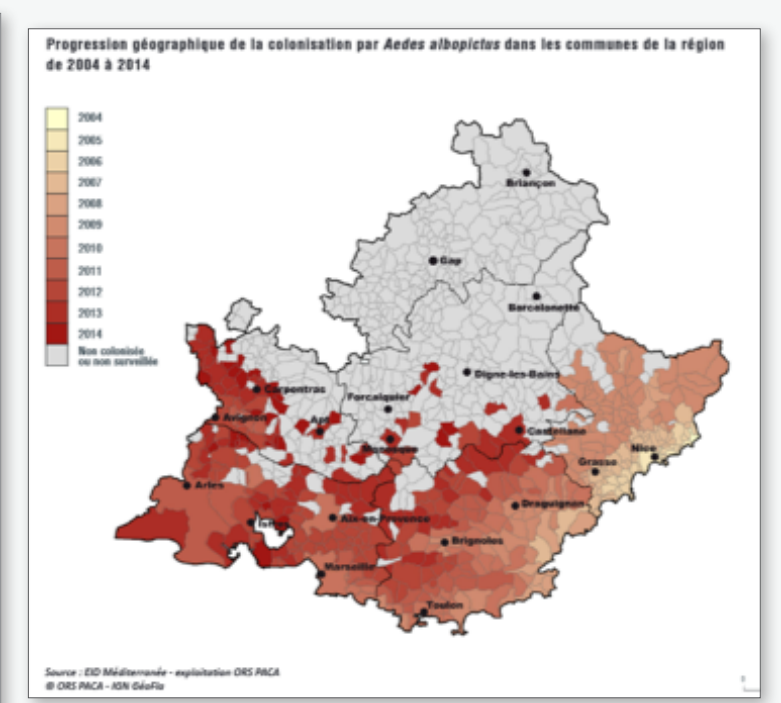 Progression géographique de la colonisation par Aedes albopictus dans les communes de la région
de 2004 à 2014
2004
2005
2006
2007
2008
2009
2010
2011
2012
2013
2014
Non colonisée
ou non surveillée
Briançon
Gap
Barcelonette
Digne-les-Bains
Carpentras
Forcalquier
Avignon
Apt
Manosque
Castellane
Nice
Grasse
Arles
Draguignan
Istres
Aix-en-Provence
Brignoles
Marseille
Toulon
Source : EID Méditerranée - exploitation ORS PACA
© ORS PACA - IGN GéoFla